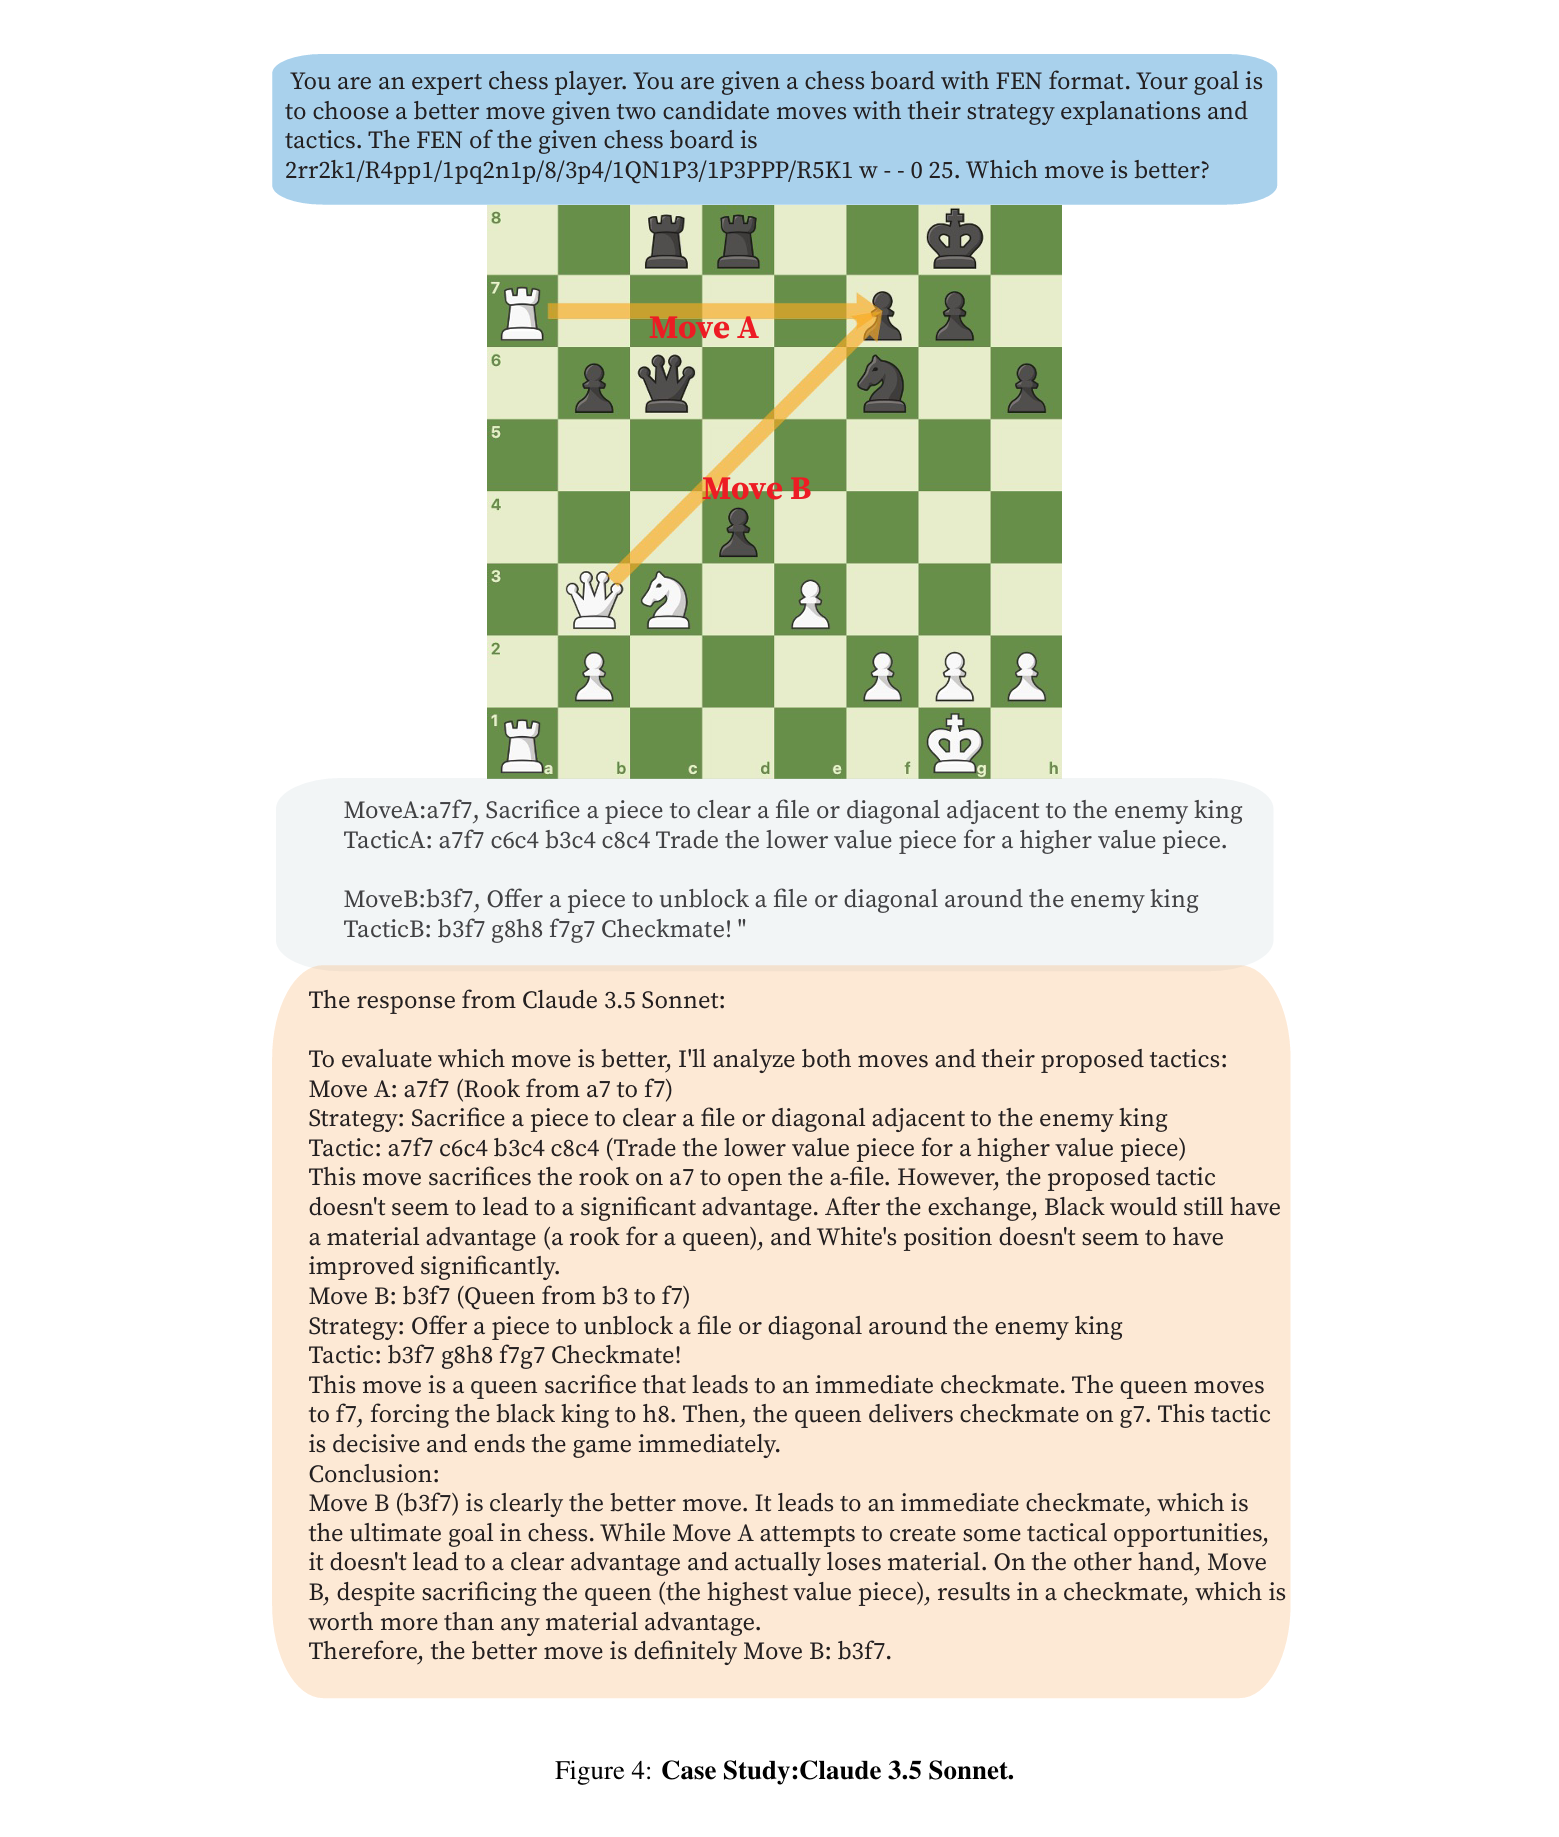 You are an expert chess player. You are given a chess board with FEN format. Your goal is
to choose a better move given two candidate moves with their strategy explanations and
tactics. The FEN of the given chess board is
2rr2k1/R4pp1/1pq2n1p/8/3p4/1QN1P3/1P3PPP/R5K1 w - - 0 25. Which move is better?
8
7
Move A
6
5
Move B
4
3
2
1
a b c d e f g h
MoveA:a7f7, Sacrifice a piece to clear a file or diagonal adjacent to the enemy king
TacticA: a7f7 c6c4 b3c4 c8c4 Trade the lower value piece for a higher value piece.
MoveB:b3f7, Offer a piece to unblock a file or diagonal around the enemy king
TacticB: b3f7 g8h8 f7g7 Checkmate! "
The response from Claude 3.5 Sonnet:
To evaluate which move is better, I'll analyze both moves and their proposed tactics:
Move A: a7f7 (Rook from a7 to f7)
Strategy: Sacrifice a piece to clear a file or diagonal adjacent to the enemy king
Tactic: a7f7 c6c4 b3c4 c8c4 (Trade the lower value piece for a higher value piece)
This move sacrifices the rook on a7 to open the a-file. However, the proposed tactic
doesn't seem to lead to a significant advantage. After the exchange, Black would still have
a material advantage (a rook for a queen), and White's position doesn't seem to have
improved significantly.
Move B: b3f7 (Queen from b3 to f7)
Strategy: Offer a piece to unblock a file or diagonal around the enemy king
Tactic: b3f7 g8h8 f7g7 Checkmate!
This move is a queen sacrifice that leads to an immediate checkmate. The queen moves
to f7, forcing the black king to h8. Then, the queen delivers checkmate on g7. This tactic
is decisive and ends the game immediately.
Conclusion:
Move B (b3f7) is clearly the better move. It leads to an immediate checkmate, which is
the ultimate goal in chess. While Move A attempts to create some tactical opportunities,
it doesn't lead to a clear advantage and actually loses material. On the other hand, Move
B, despite sacrificing the queen (the highest value piece), results in a checkmate, which is
worth more than any material advantage.
Therefore, the better move is definitely Move B: b3f7.
Figure 4: Case Study:Claude 3.5 Sonnet.